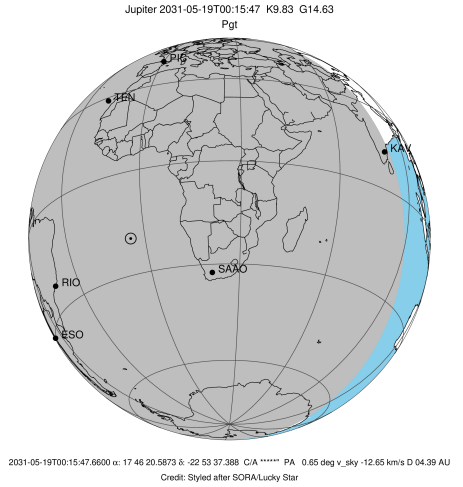 Jupiter 2031-05-19T00:15:47 K9.83 G14.63
Pgt
PIC
TEN
KAV
SAAO
RIO
ESO
2031-05-19T00:15:47.6600 α: 17 46 20.5873 δ: -22 53 37.388 C/A *****" PA 0.65 deg v_sky -12.65 km/s D 04.39 AU
Credit: Styled after SORA/Lucky Star